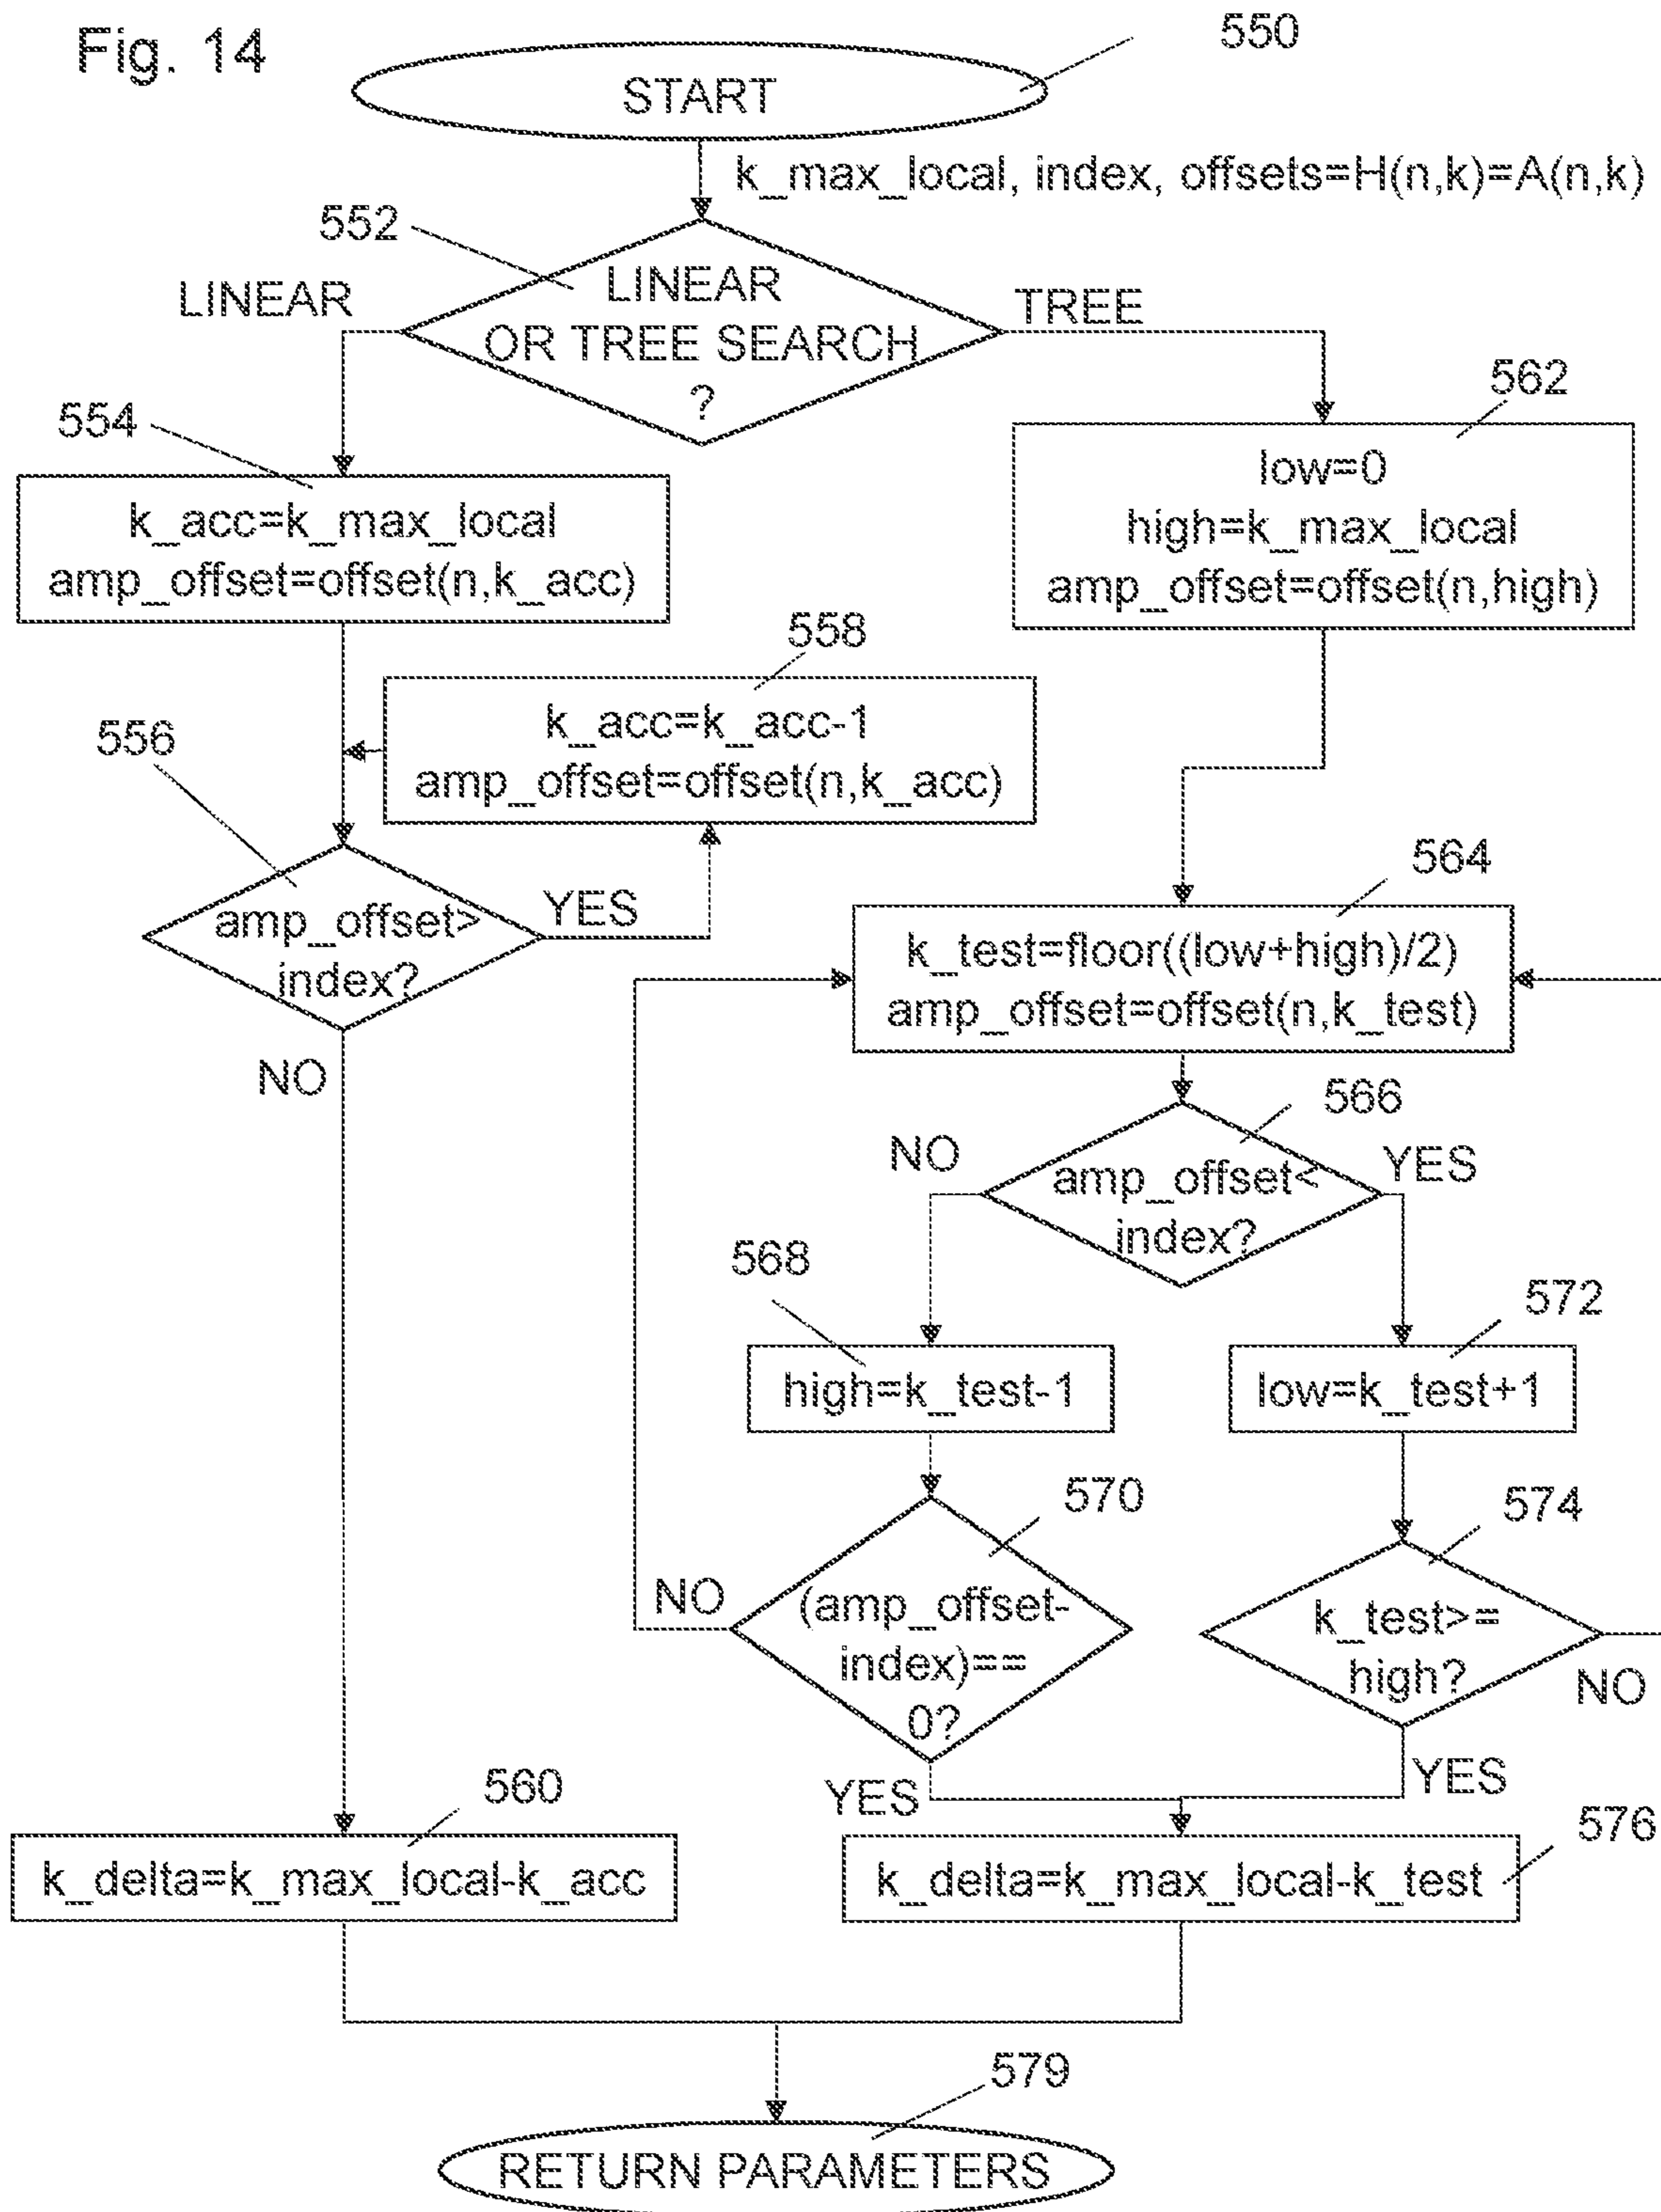 Fig. 14
550
START
k_max_local, index, offsets=H(n,k)=A(n,k)
552
LINEAR
OR TREE SEARCH
?
LINEAR
TREE
554
k_acc=k_max_local
amp_offset=offset(n,k_acc)
562
low=0
high=k_max_local
amp_offset=offset(n,high)
558
k_acc=k_acc-1
amp_offset=offset(n,k_acc)
556
amp_offset>
index?
YES
NO
564
k_test=floor((low+high)/2)
amp_offset=offset(n,k_test)
566
amp_offset<
index?
NO
YES
568
high=k_test-1
572
low=k_test+1
570
(amp_offset-
index)==
0?
NO
YES
574
k_test>=
high?
NO
YES
560
k_delta=k_max_local-k_acc
576
k_delta=k_max_local-k_test
579
RETURN PARAMETERS